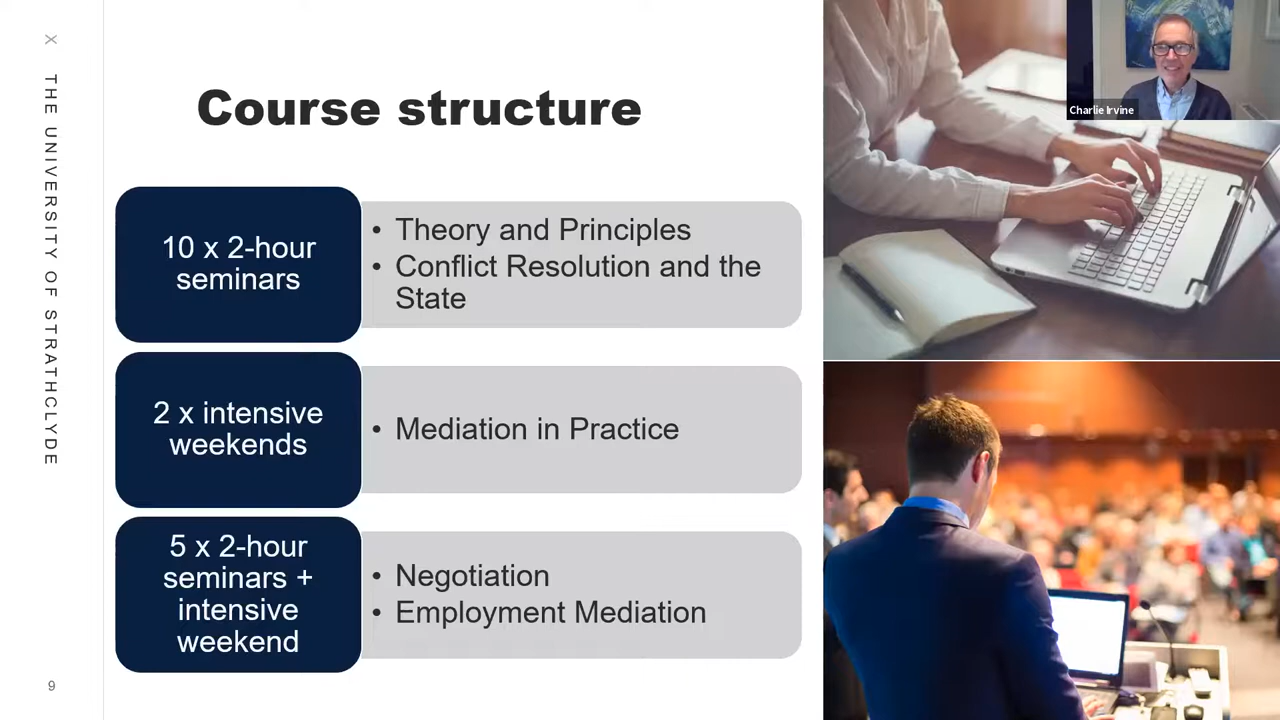 X THE UNIVERSITY OF STRATHCLYDE
Course structure
10 x 2-hour
seminars
• Theory and Principles
• Conflict Resolution and the
State
2 x intensive
weekends
• Mediation in Practice
5 x 2-hour
seminars +
intensive
weekend
• Negotiation
• Employment Mediation
9
Charlie Irvine